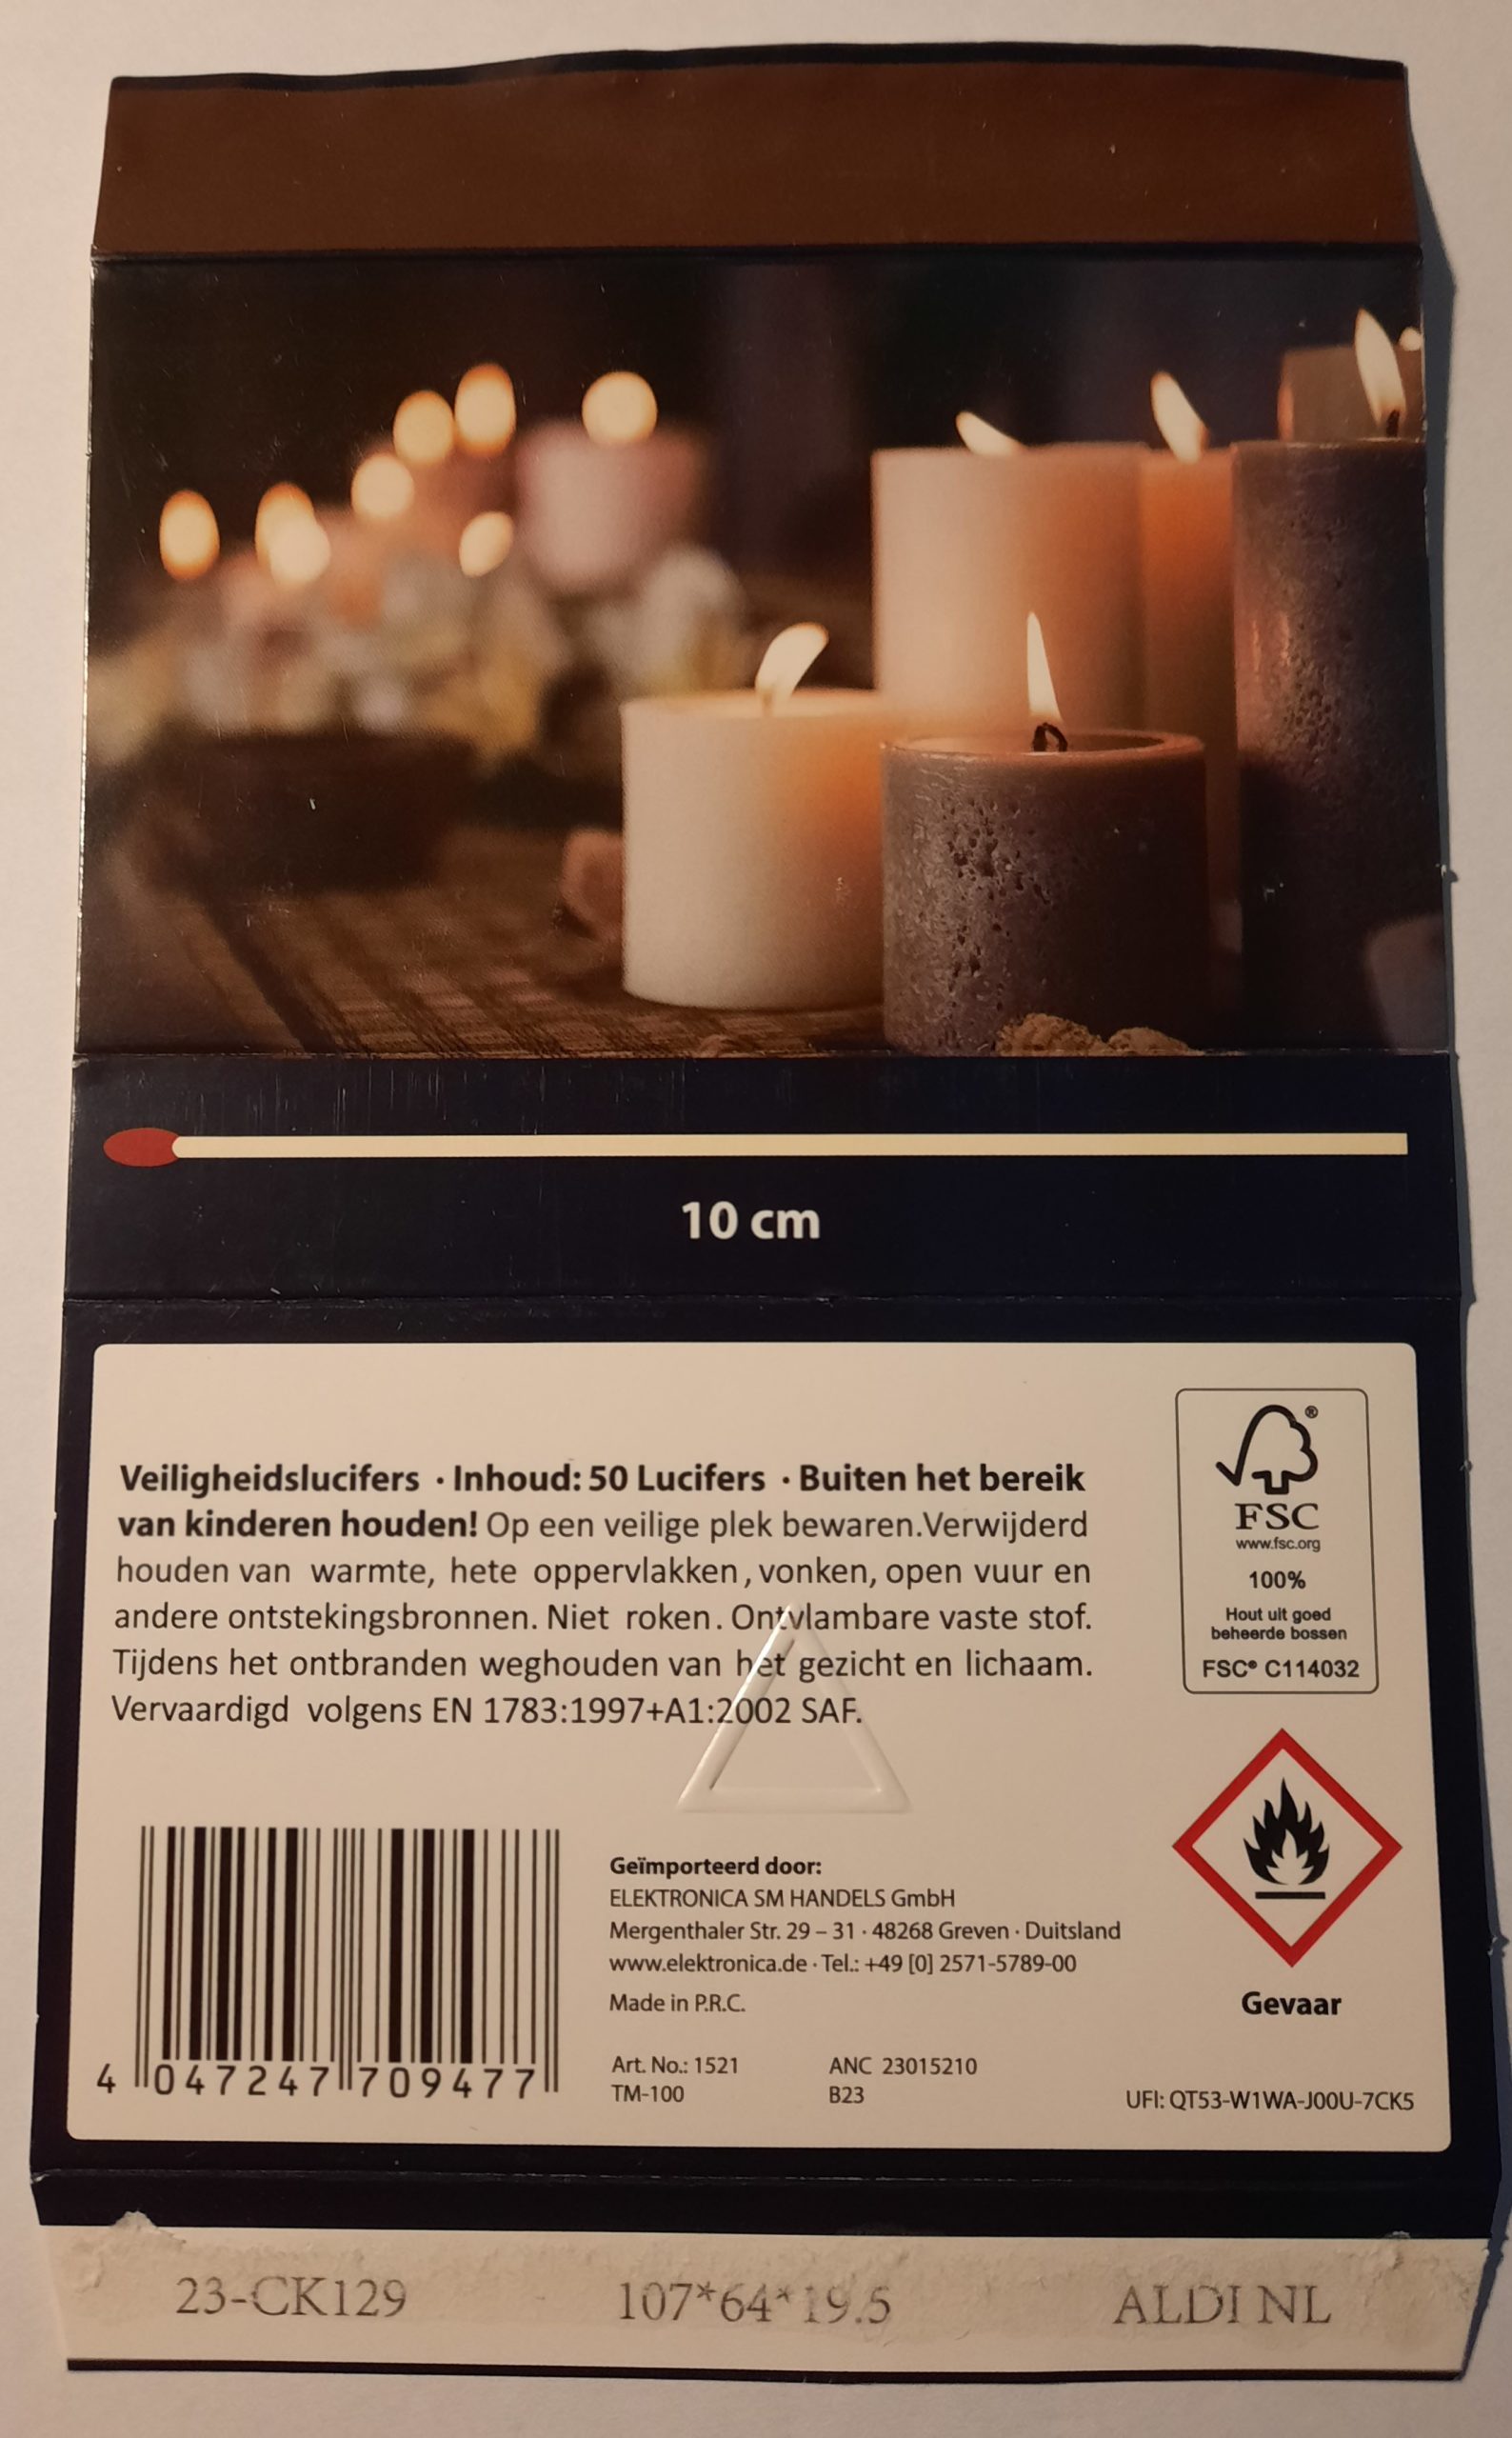 10 cm
Veiligheidslucifers · Inhoud: 50 Lucifers · Buiten het bereik
van kinderen houden! Op een veilige plek bewaren.Verwijderd
houden van warmte, hete oppervlakken, vonken, open vuur en
andere ontstekingsbronnen. Niet roken. Ontvlambare vaste stof.
Tijdens het ontbranden weghouden van het gezicht en lichaam.
Vervaardigd volgens EN 1783:1997+A1:2002 SAF.
FSC
www.fsc.org
100%
Hout uit goed
beheerde bossen
FSC® C114032
Gevaar
Geïmporteerd door:
ELEKTRONICA SM HANDELS GmbH
Mergenthaler Str. 29 – 31 · 48268 Greven · Duitsland
www.elektronica.de · Tel.: +49 [0] 2571-5789-00
Made in P.R.C.
Art. No.: 1521 ANC 23015210
TM-100 B23
UFI: QT53-W1WA-J00U-7CK5
4 047247 709477
23-CK129 107*64*19.5 ALDI NL